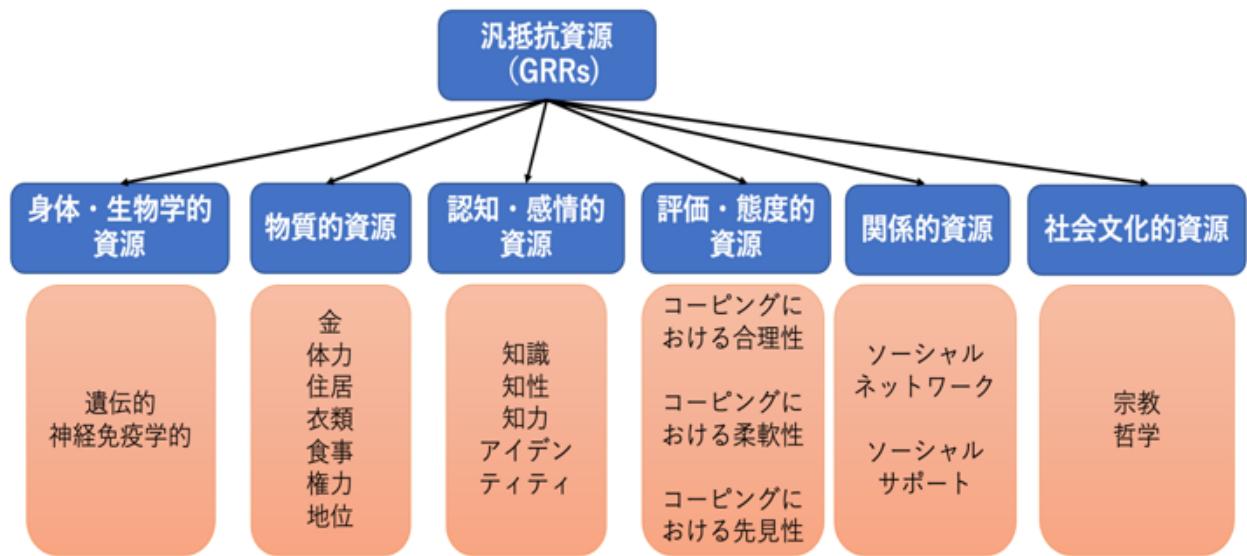 汎抵抗資源
（GRRs）
身体・生物学的
資源
物質的資源
認知・感情的
資源
評価・態度的
資源
関係的資源
社会文化的資源
遺伝的
神経免疫学的
金
体力
住居
衣類
食事
権力
地位
知識
知性
知力
アイデン
ティティ
コーピングに
おける合理性
コーピングに
おける柔軟性
コーピングに
おける先見性
ソーシャル
ネットワーク
ソーシャル
サポート
宗教
哲学